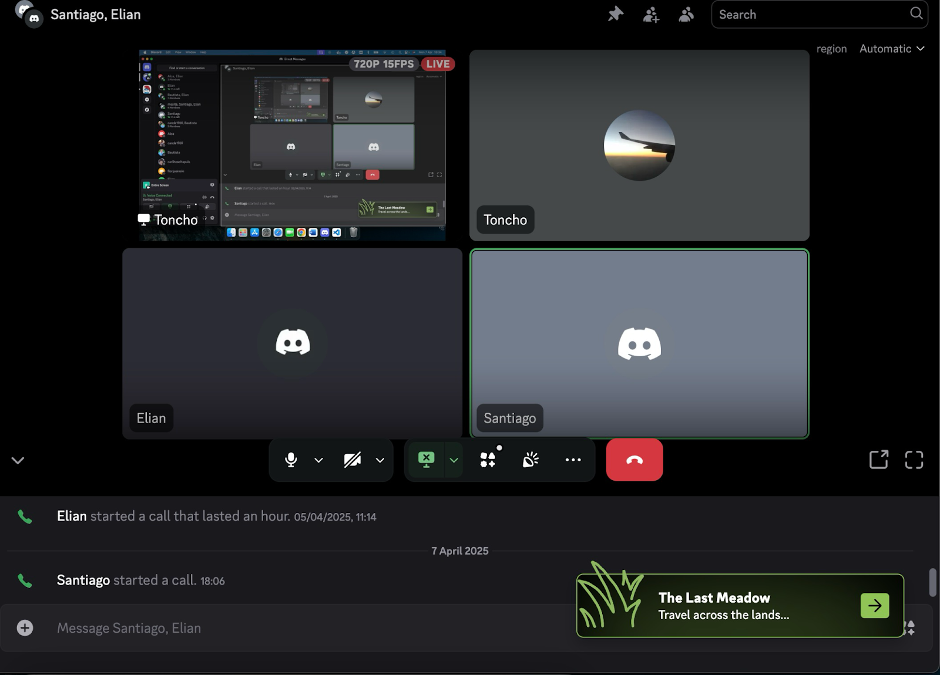 Santiago, Elian
Search
region Automatic
720P 15FPS LIVE
Toncho
Toncho
Elian
Santiago
Elian started a call that lasted an hour. 05/04/2025, 11:14
7 April 2025
Santiago started a call. 18:06
The Last Meadow
Travel across the lands...
Message Santiago, Elian